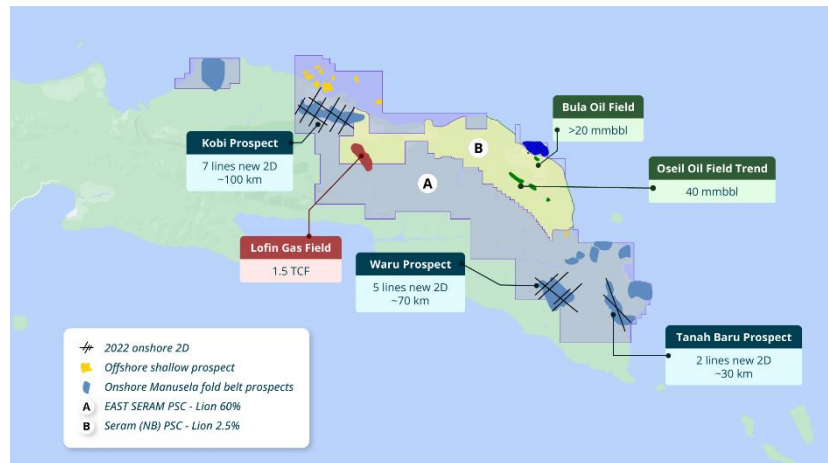 Bula Oil Field
>20 mmbbl
Kobi Prospect
7 lines new 2D
~100 km
B
Oseil Oil Field Trend
40 mmbbl
A
Lofin Gas Field
1.5 TCF
Waru Prospect
5 lines new 2D
~70 km
Tanah Baru Prospect
2 lines new 2D
~30 km
2022 onshore 2D
Offshore shallow prospect
Onshore Manusela fold belt prospects
A EAST SERAM PSC - Lion 60%
B Seram (NB) PSC - Lion 2.5%